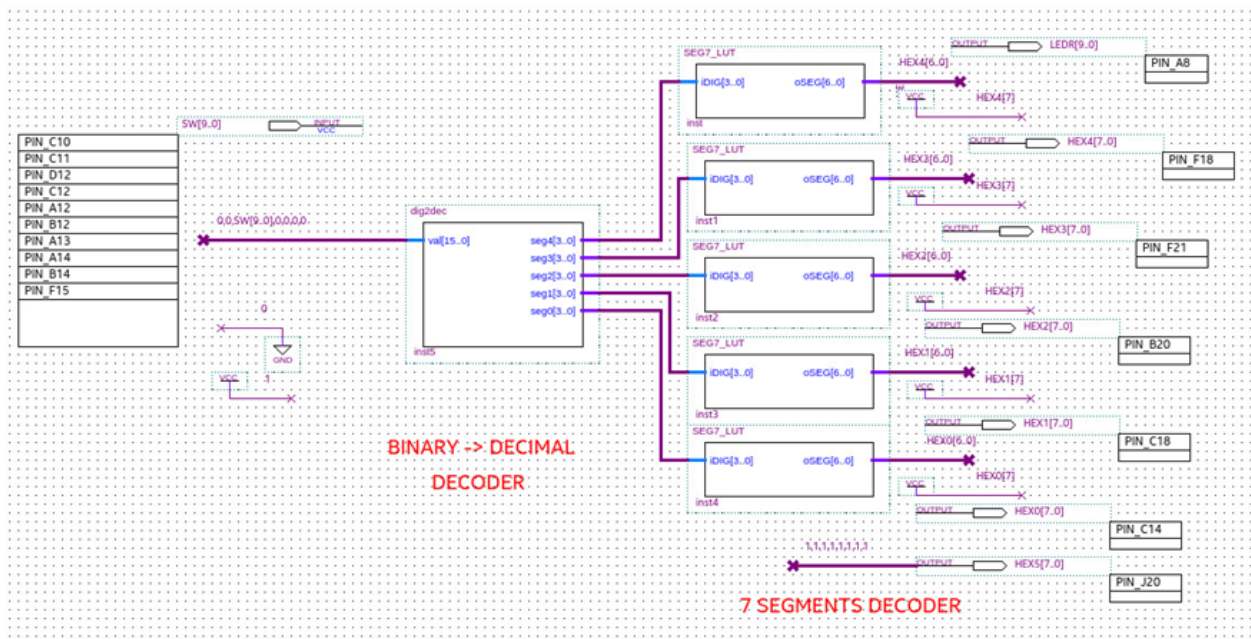 SW[9..0]
INPUT
VCC
PIN_C10
PIN_C11
PIN_D12
PIN_C12
PIN_A12
PIN_B12
PIN_A13
PIN_A14
PIN_B14
PIN_F15
0,0,SW[9..0],0,0,0,0
0
GND
VCC
1
dig2dec
val[15..0]
seg4[3..0]
seg3[3..0]
seg2[3..0]
seg1[3..0]
seg0[3..0]
inst5
BINARY -> DECIMAL
DECODER
SEG7_LUT
iDIG[3..0] oSEG[6..0]
inst
OUTPUT LEDR[9..0]
PIN_A8
HEX4[6..0]
VCC
HEX4[7]
OUTPUT HEX4[7..0]
PIN_F18
SEG7_LUT
iDIG[3..0] oSEG[6..0]
inst1
HEX3[6..0]
VCC
HEX3[7]
OUTPUT HEX3[7..0]
PIN_F21
SEG7_LUT
iDIG[3..0] oSEG[6..0]
inst2
HEX2[6..0]
VCC
HEX2[7]
OUTPUT HEX2[7..0]
PIN_B20
SEG7_LUT
iDIG[3..0] oSEG[6..0]
inst3
HEX1[6..0]
VCC
HEX1[7]
OUTPUT HEX1[7..0]
PIN_C18
SEG7_LUT
iDIG[3..0] oSEG[6..0]
inst4
HEX0[6..0]
VCC
HEX0[7]
OUTPUT HEX0[7..0]
PIN_C14
1,1,1,1,1,1,1,1
OUTPUT HEX5[7..0]
PIN_J20
7 SEGMENTS DECODER